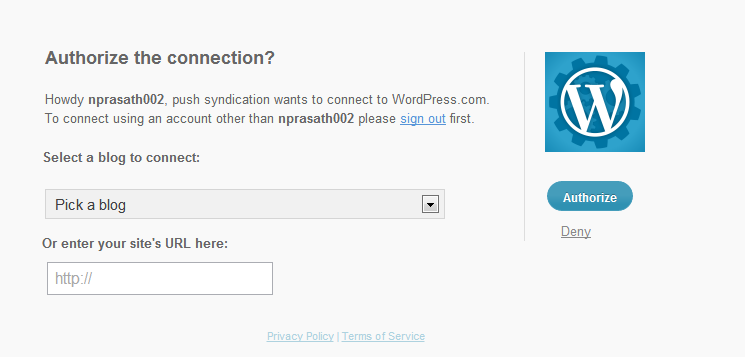 Authorize the connection?
Howdy nprasath002, push syndication wants to connect to WordPress.com.
To connect using an account other than nprasath002 please sign out first.
Select a blog to connect:
Pick a blog
Or enter your site's URL here:
http://
Authorize
Deny
Privacy Policy | Terms of Service